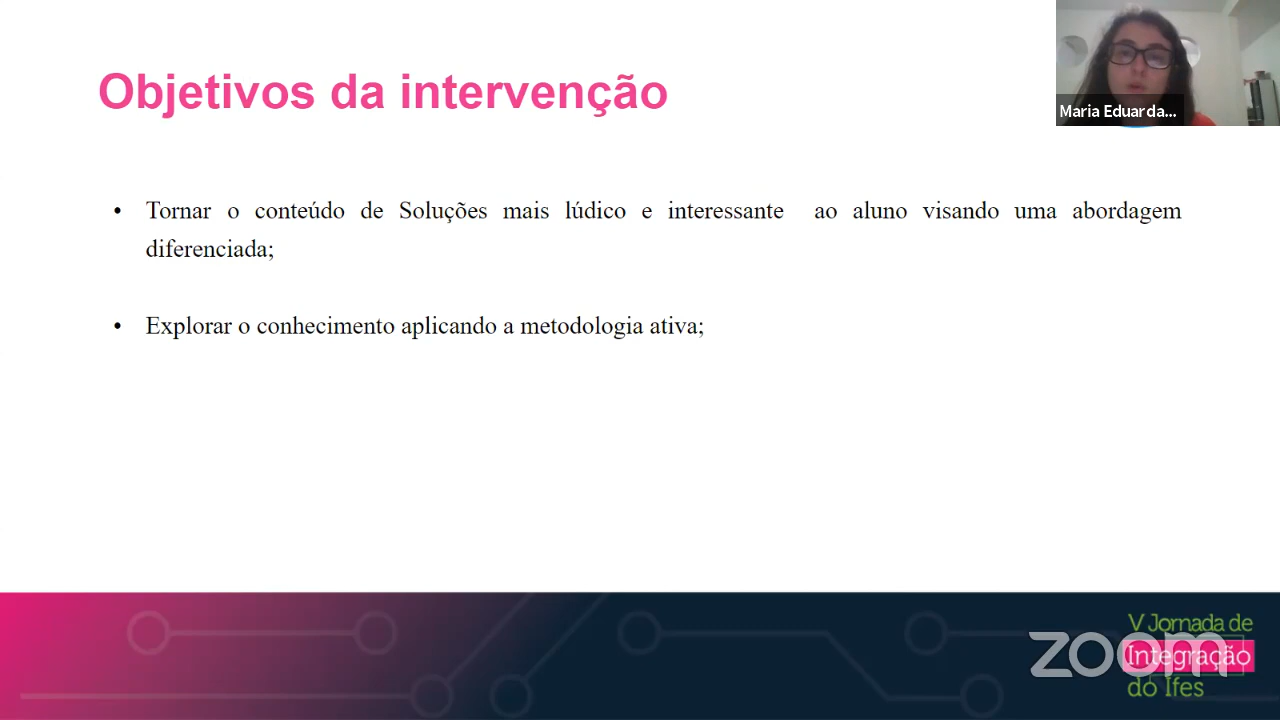 Objetivos da intervenção
Maria Eduarda...
• Tornar o conteúdo de Soluções mais lúdico e interessante ao aluno visando uma abordagem
diferenciada;
• Explorar o conhecimento aplicando a metodologia ativa;
V Jornada de
Integração
do Ifes
zoom